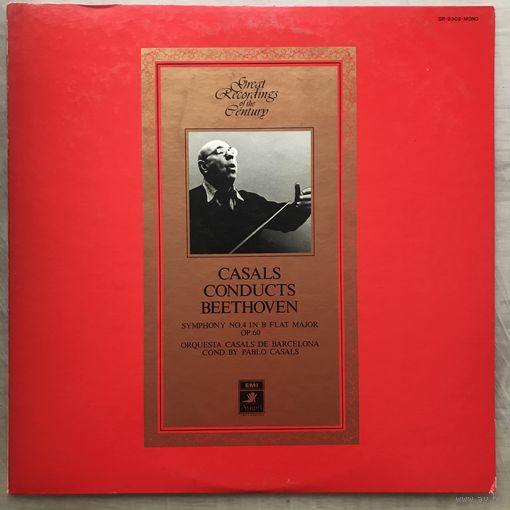 GR-2302-MONO
Great
Recordings
of the
Century
CASALS
CONDUCTS
BEETHOVEN
SYMPHONY NO.4 IN B FLAT MAJOR
OP.60
ORQUESTA CASALS DE BARCELONA
COND. BY PABLO CASALS
EMI
Angel